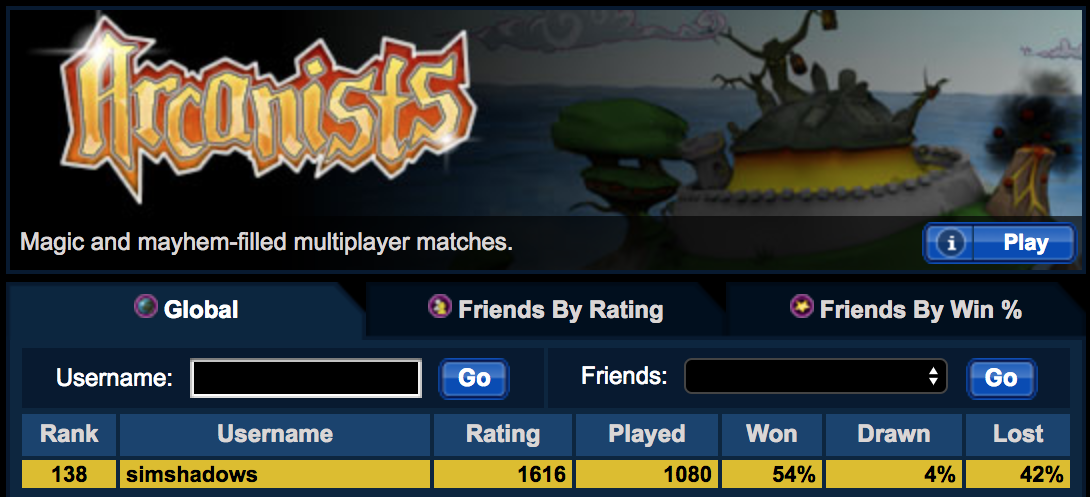 Arcanists
Magic and mayhem-filled multiplayer matches.
Play
Global Friends By Rating Friends By Win %
Username: Go Friends: Go
Rank Username Rating Played Won Drawn Lost
138 simshadows 1616 1080 54% 4% 42%